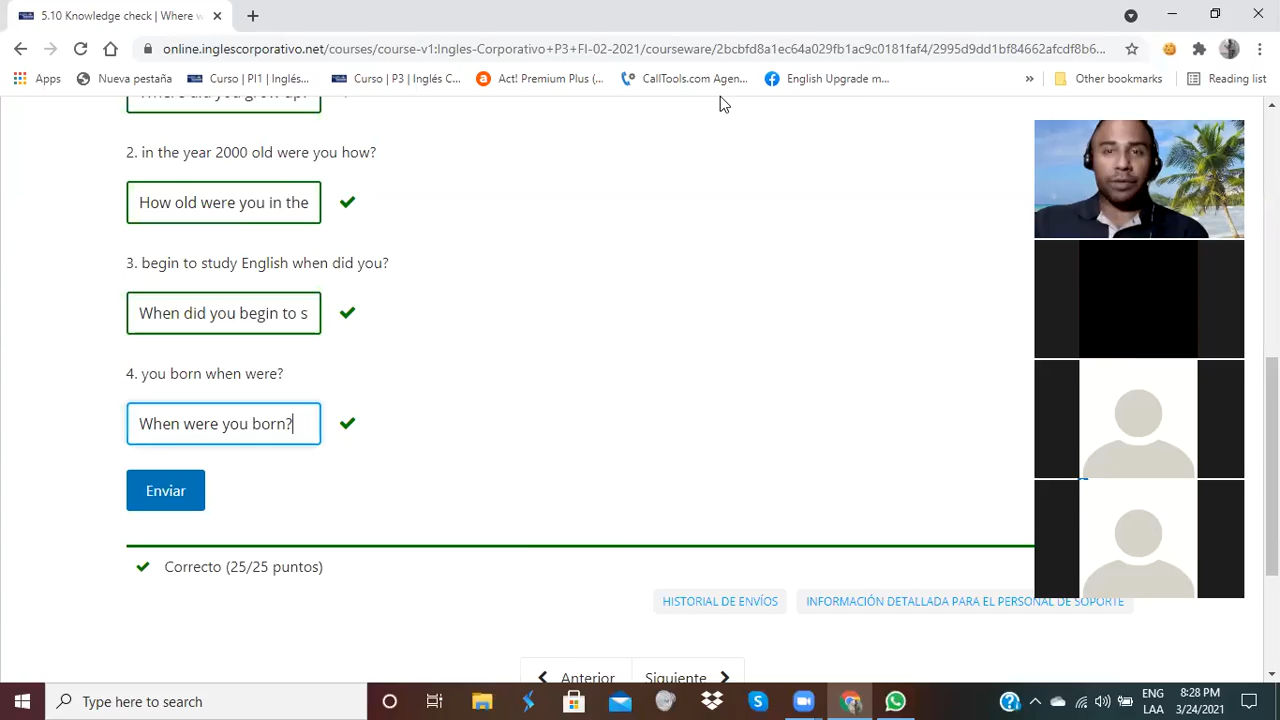 5.10 Knowledge check | Where w
online.inglescorporativo.net/courses/course-v1:Ingles-Corporativo+P3+FI-02-2021/courseware/2bcbfd8a1ec64a029fb1ac9c0181faf4/2995d9dd1bf84662afcdf8b6...
Apps
Nueva pestaña
Curso | PI1 | Inglés...
Curso | P3 | Inglés C...
Act! Premium Plus (...
CallTools.com Agen...
English Upgrade m...
»
Other bookmarks
Reading list
Where did you grow up?
2. in the year 2000 old were you how?
How old were you in the
3. begin to study English when did you?
When did you begin to s
4. you born when were?
When were you born?
Enviar
Correcto (25/25 puntos)
HISTORIAL DE ENVÍOS
INFORMACIÓN DETALLADA PARA EL PERSONAL DE SOPORTE
Anterior
Siguiente
Type here to search
ENG
LAA
8:28 PM
3/24/2021